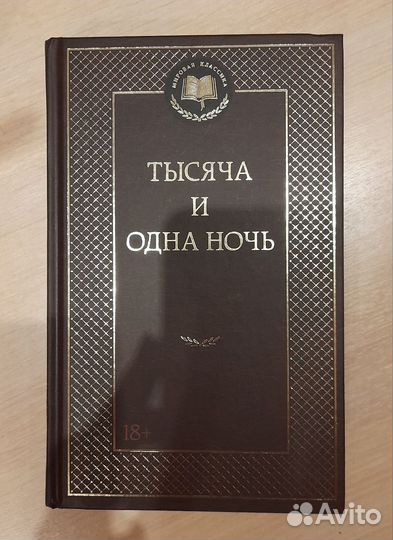 МИРОВАЯ КЛАССИКА
ТЫСЯЧА
И
ОДНА НОЧЬ
18+
Avito